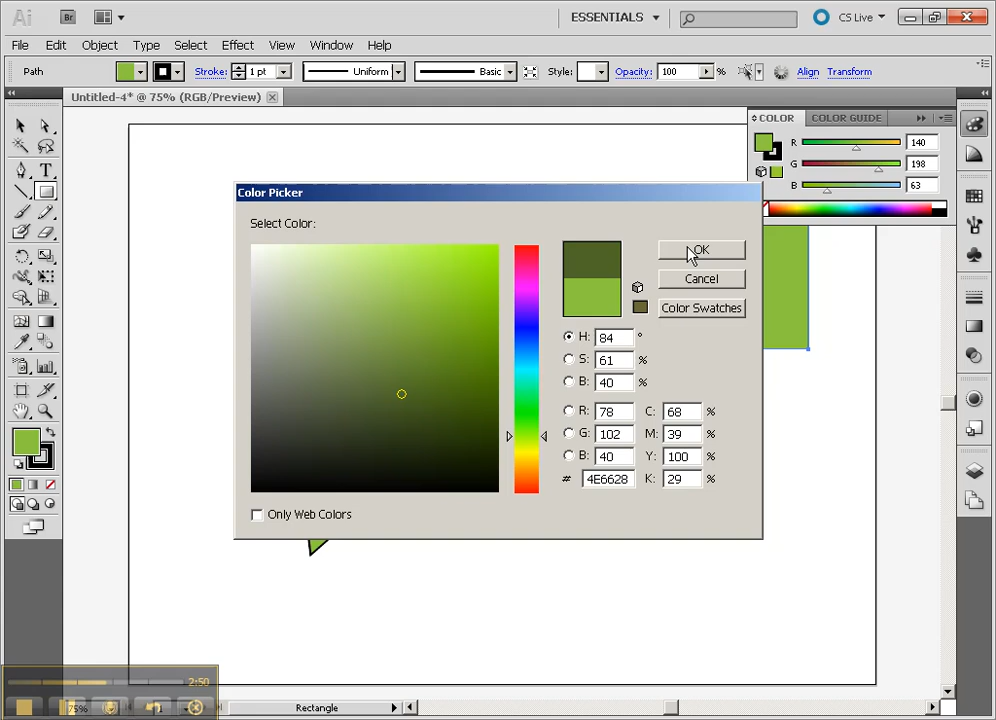 Ai Br ESSENTIALS CS Live
File Edit Object Type Select Effect View Window Help
Path Stroke: 1 pt Uniform Basic Style: Opacity: 100 % Align Transform
Untitled-4* @ 75% (RGB/Preview)
COLOR COLOR GUIDE
R 140
G 198
B 63
Color Picker
Select Color:
OK
Cancel
Color Swatches
H: 84 °
S: 61 %
B: 40 %
R: 78 C: 68 %
G: 102 M: 39 %
B: 40 Y: 100 %
# 4E6628 K: 29 %
Only Web Colors
2:50
75% 1 Rectangle